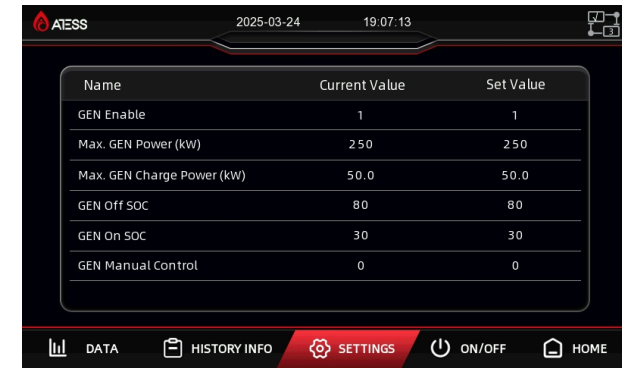 ATESS 2025-03-24 19:07:13
3
Name Current Value Set Value
GEN Enable 1 1
Max. GEN Power (kW) 250 250
Max. GEN Charge Power (kW) 50.0 50.0
GEN Off SOC 80 80
GEN On SOC 30 30
GEN Manual Control 0 0
DATA HISTORY INFO SETTINGS ON/OFF HOME